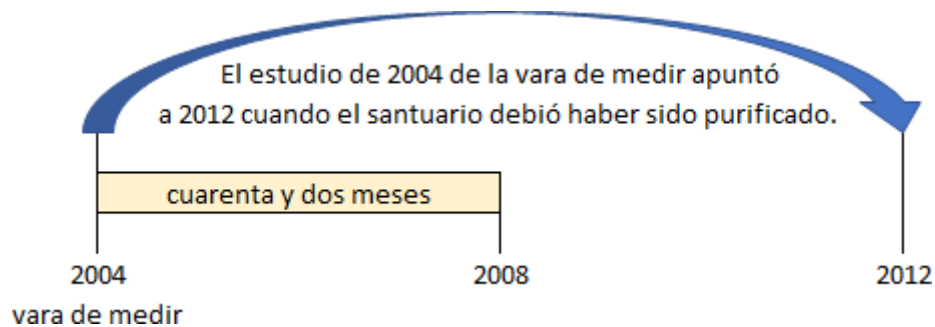 El estudio de 2004 de la vara de medir apuntó
a 2012 cuando el santuario debió haber sido purificado.
cuarenta y dos meses
2004
2008
2012
vara de medir